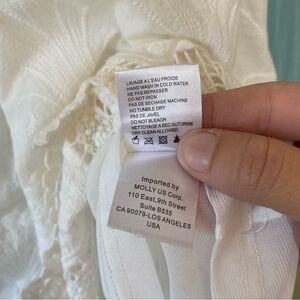 LAVAGE A L'EAU FROIDE
HAND WASH IN COLD WATER
NE PAS REPASSER
DO NOT IRON
PAS DE SECHAGE MACHINE
NO TUMBLE DRY
PAS DE JAVEL
DO NOT BLEACH
NETTOYAGE A SEC AUTORISE
DRY CLEAN ALLOWED
Imported by
MOLLY US Corp.
110 East,9th Street
Suite B535
CA 90079-LOS ANGELES
USA